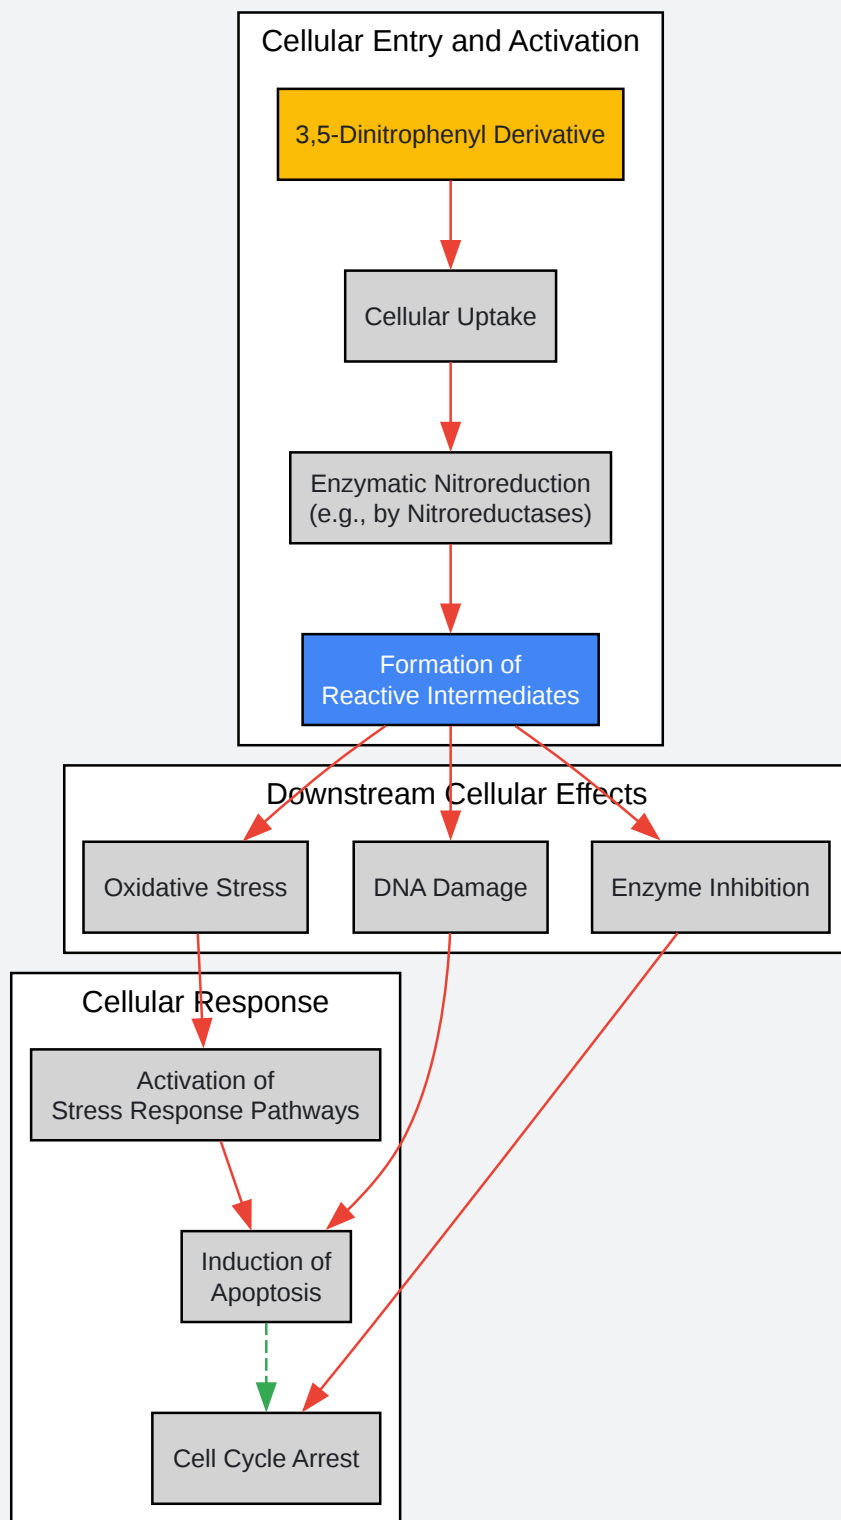 Cellular Entry and Activation
3,5-Dinitrophenyl Derivative
Cellular Uptake
Enzymatic Nitroreduction
(e.g., by Nitroreductases)
Formation of
Reactive Intermediates
Downstream Cellular Effects
Oxidative Stress
DNA Damage
Enzyme Inhibition
Cellular Response
Activation of
Stress Response Pathways
Induction of
Apoptosis
Cell Cycle Arrest